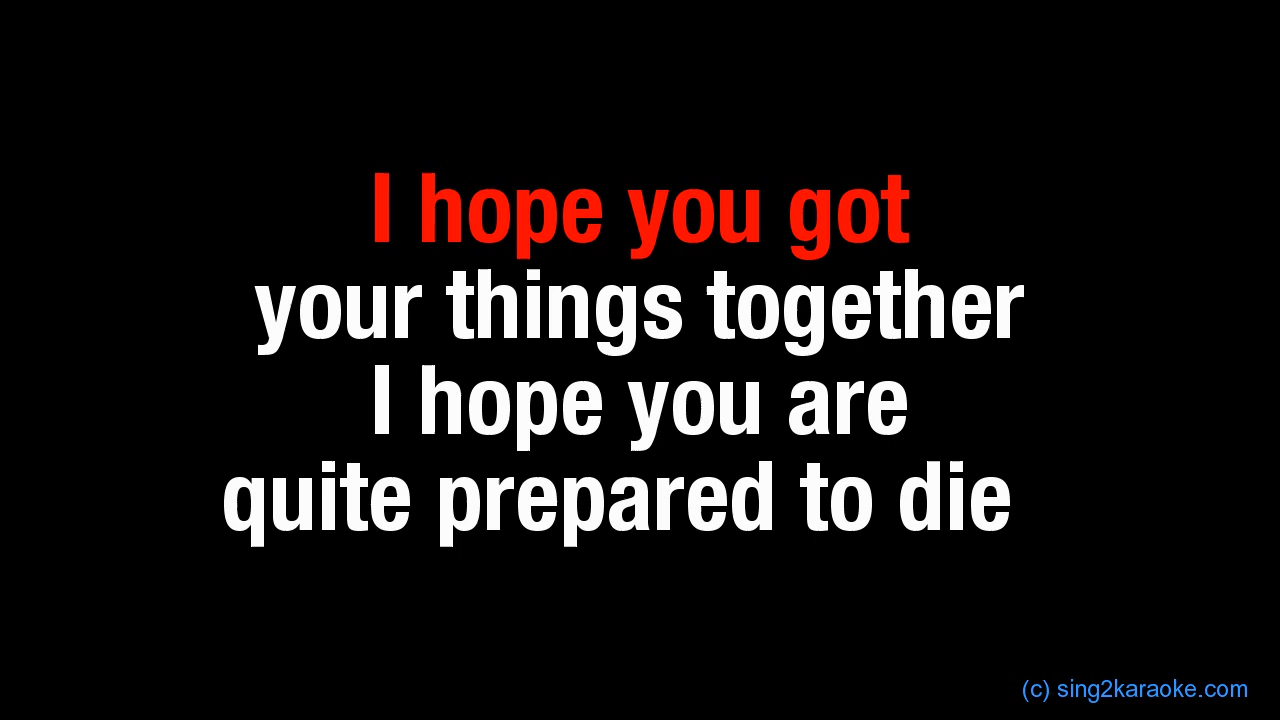 I hope you got
your things together
I hope you are
quite prepared to die
(c) sing2karaoke.com